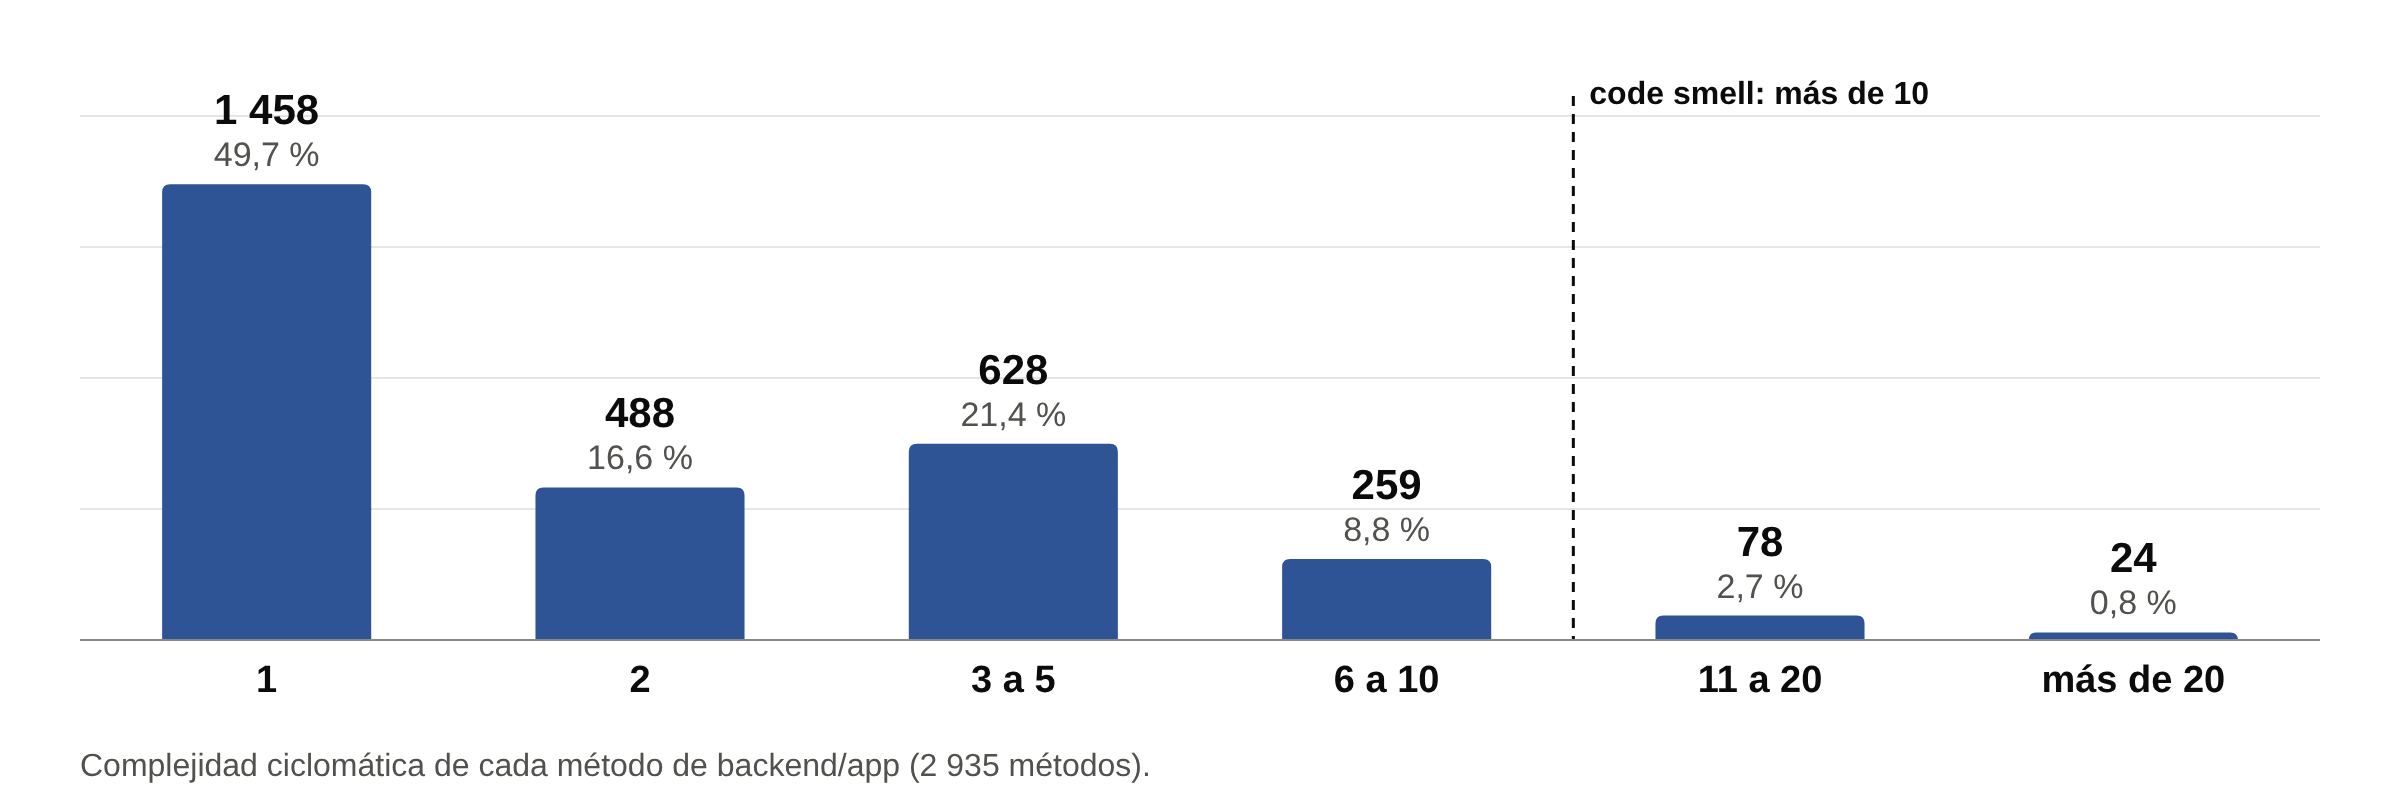 code smell: más de 10
1 458
49,7 %
628
21,4 %
488
16,6 %
259
8,8 %
78
2,7 %
24
0,8 %
1
2
3 a 5
6 a 10
11 a 20
más de 20
Complejidad ciclomática de cada método de backend/app (2 935 métodos).